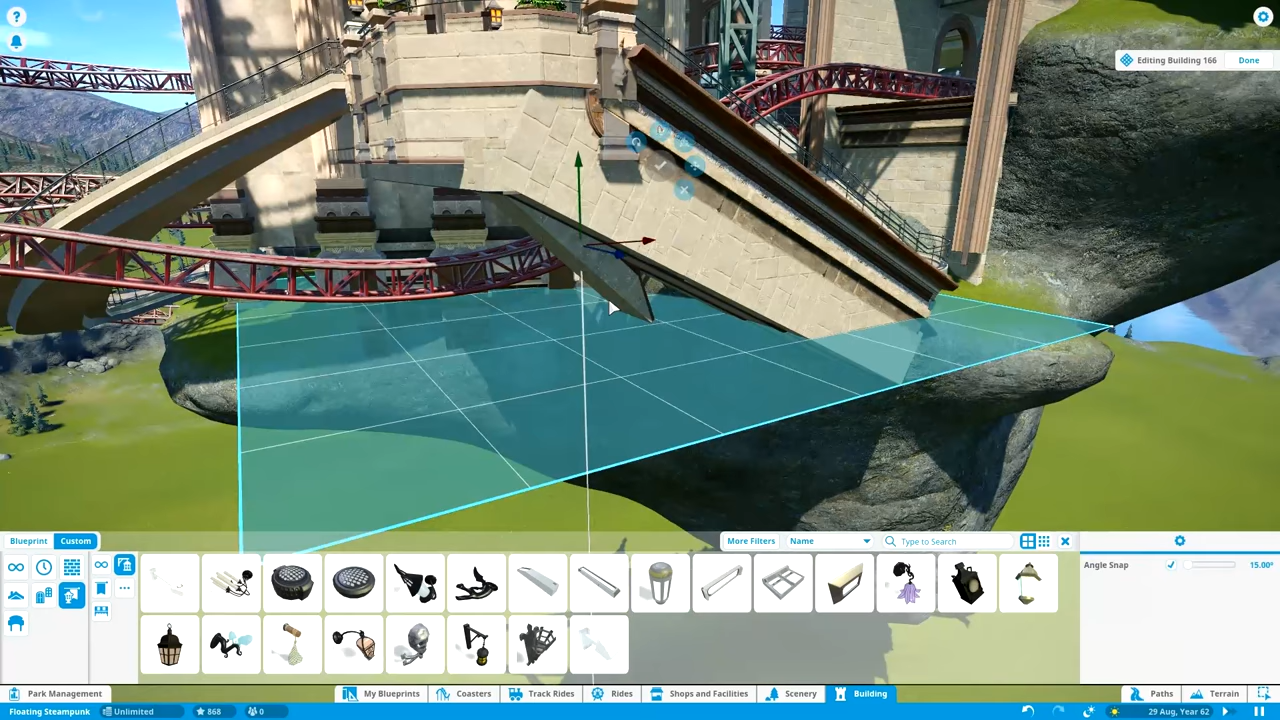 ?
Editing Building 166
Done
Blueprint
Custom
More Filters
Name
Type to Search
Angle Snap
15.00°
Park Management
My Blueprints
Coasters
Track Rides
Rides
Shops and Facilities
Scenery
Building
Paths
Terrain
Floating Steampunk
Unlimited
868
0
29 Aug, Year 62